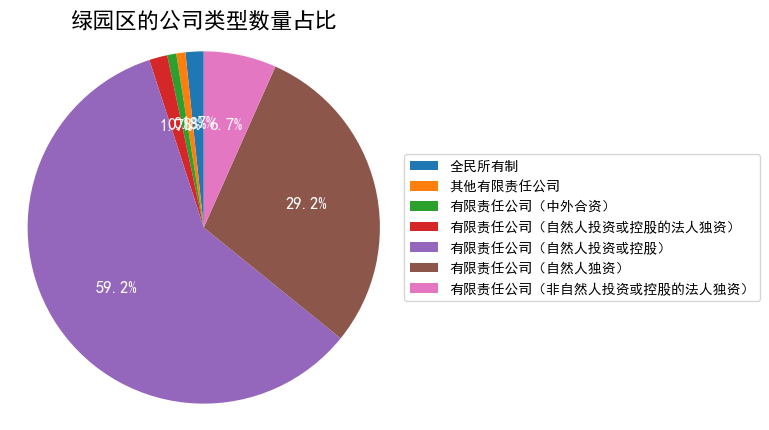 绿园区的公司类型数量占比
6.7%
29.2%
59.2%
全民所有制
其他有限责任公司
有限责任公司（中外合资）
有限责任公司（自然人投资或控股的法人独资）
有限责任公司（自然人投资或控股）
有限责任公司（自然人独资）
有限责任公司（非自然人投资或控股的法人独资）